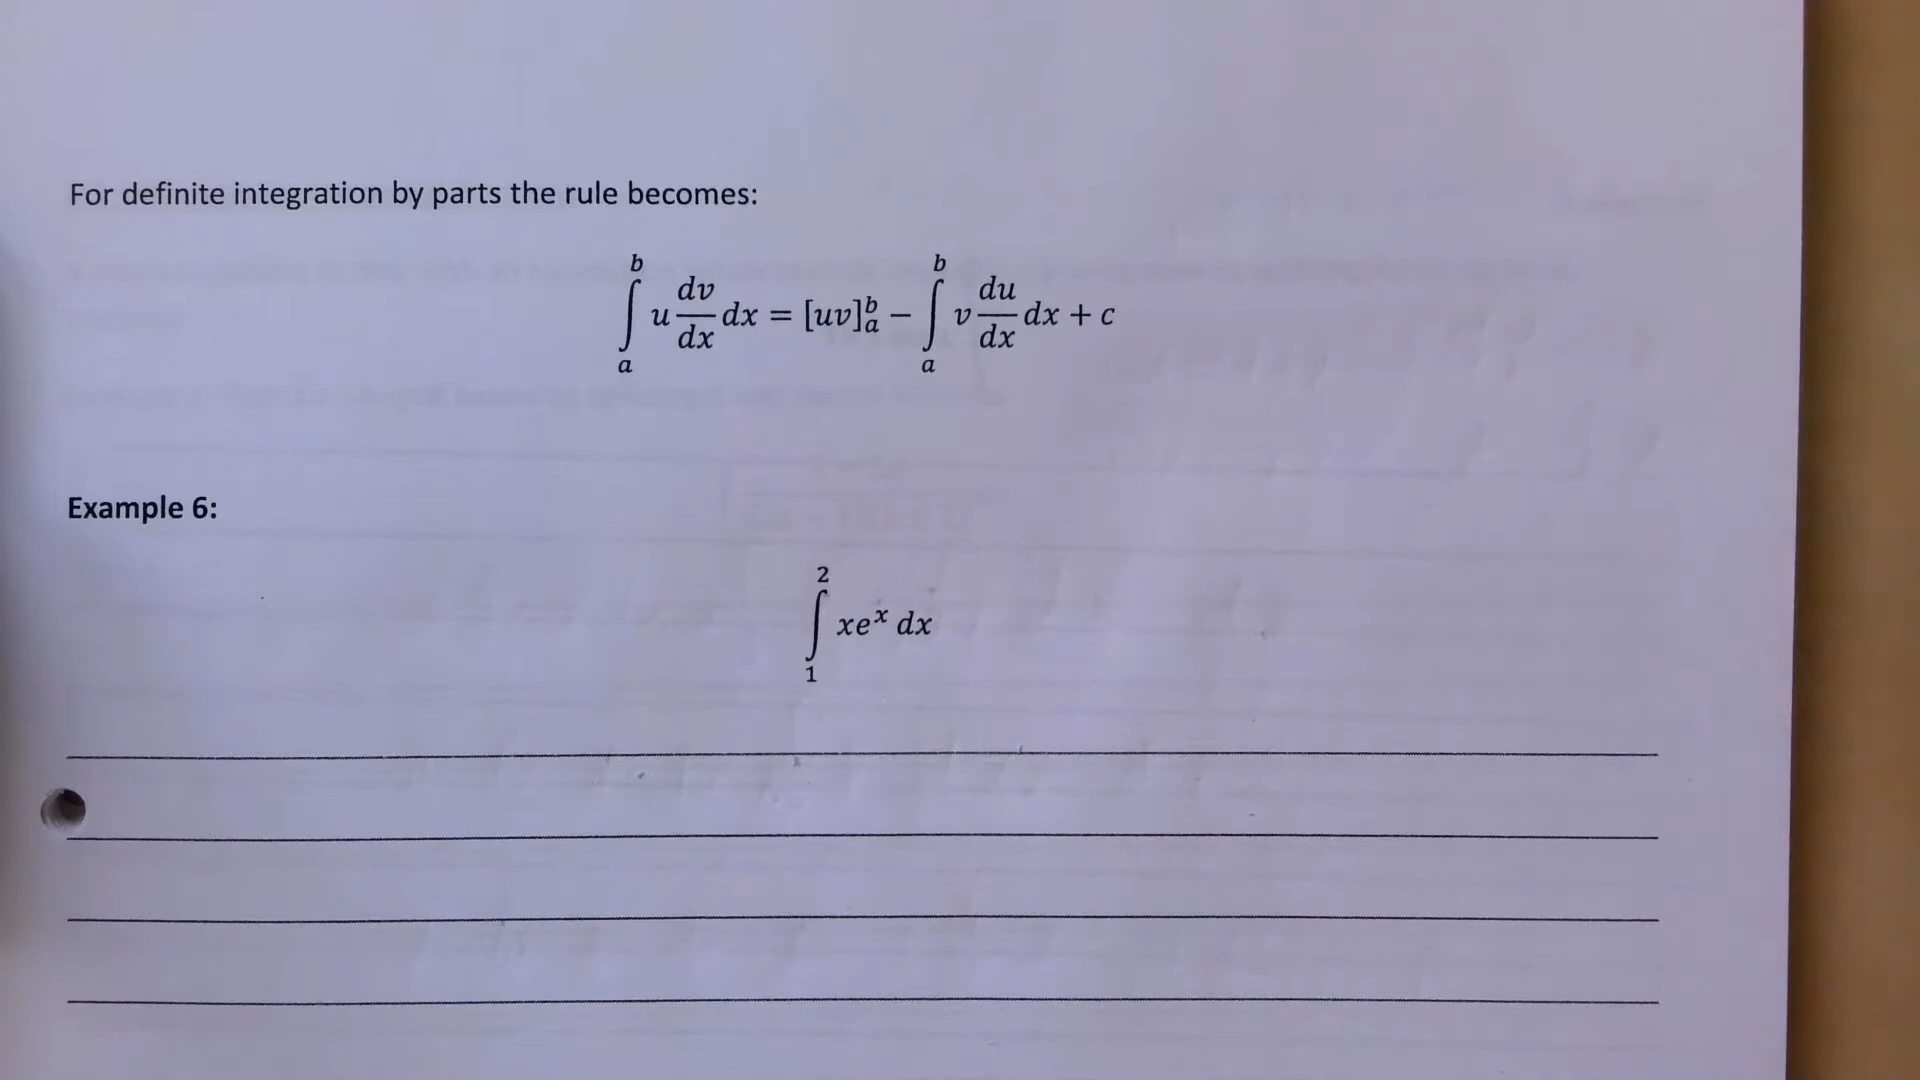 For definite integration by parts the rule becomes:
∫ₐᵇ u dv/dx dx = [uv]ₐᵇ − ∫ₐᵇ v du/dx dx + c
Example 6:
∫₁² xeˣ dx